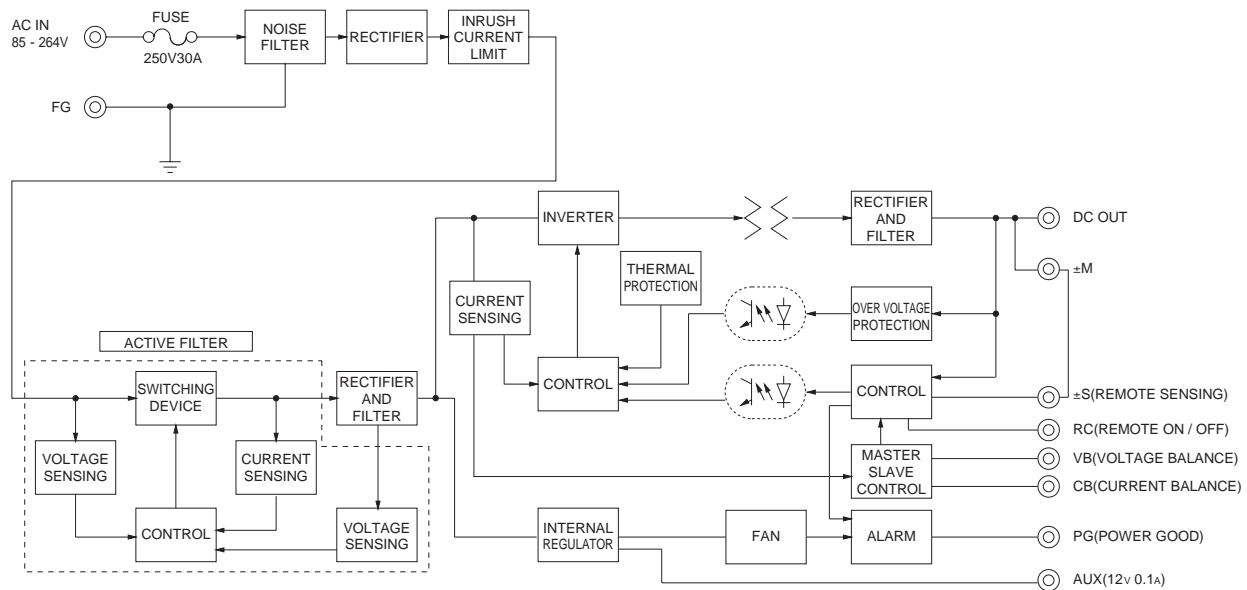 AC IN
85 - 264V
FUSE
250V30A
NOISE
FILTER
RECTIFIER
INRUSH
CURRENT
LIMIT
FG
INVERTER
RECTIFIER
AND
FILTER
DC OUT
±M
THERMAL
PROTECTION
CURRENT
SENSING
OVER VOLTAGE
PROTECTION
ACTIVE FILTER
SWITCHING
DEVICE
RECTIFIER
AND
FILTER
CONTROL
CONTROL
±S(REMOTE SENSING)
RC(REMOTE ON / OFF)
VOLTAGE
SENSING
CURRENT
SENSING
MASTER
SLAVE
CONTROL
VB(VOLTAGE BALANCE)
CB(CURRENT BALANCE)
CONTROL
VOLTAGE
SENSING
INTERNAL
REGULATOR
FAN
ALARM
PG(POWER GOOD)
AUX(12V 0.1A)